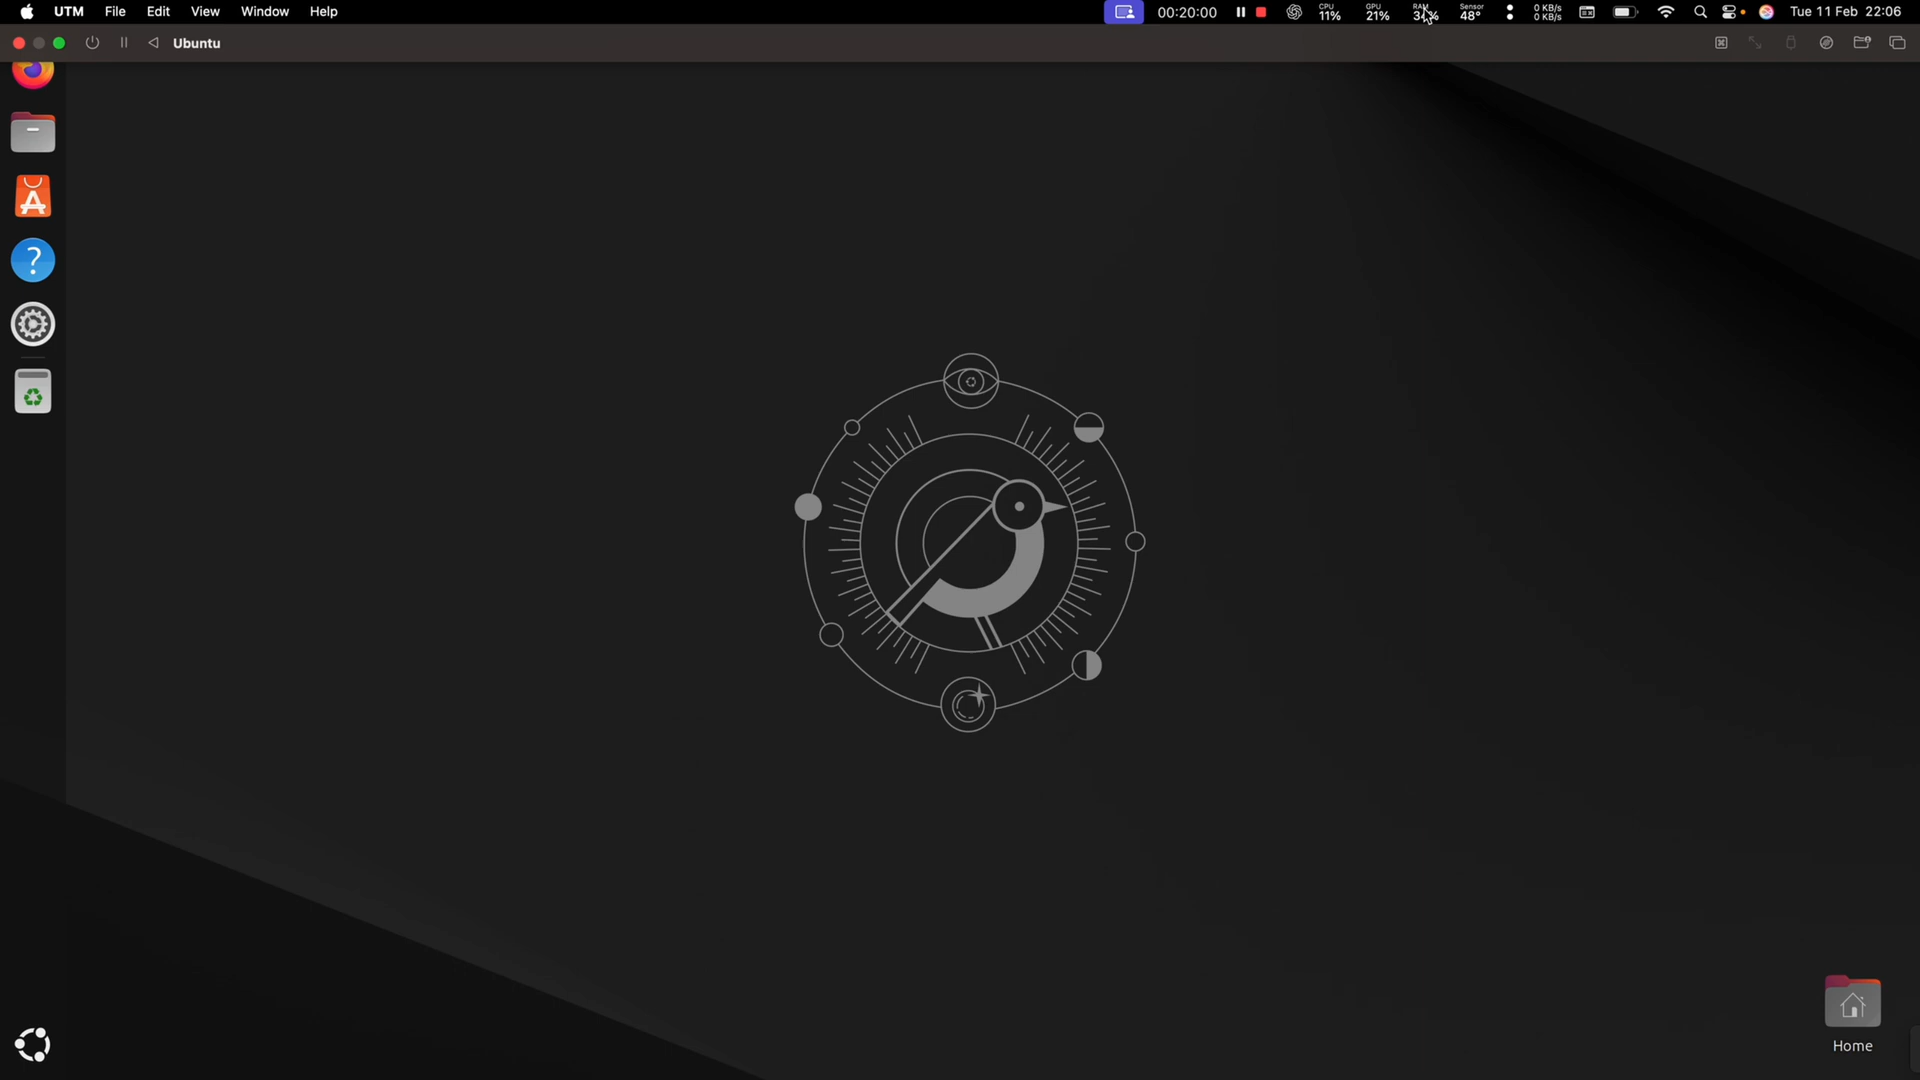 UTM File Edit View Window Help 00:20:00 CPU 11% GPU 21% RAM Sensor 48° 0 KB/s 0 KB/s Tue 11 Feb 22:06
Ubuntu
Home